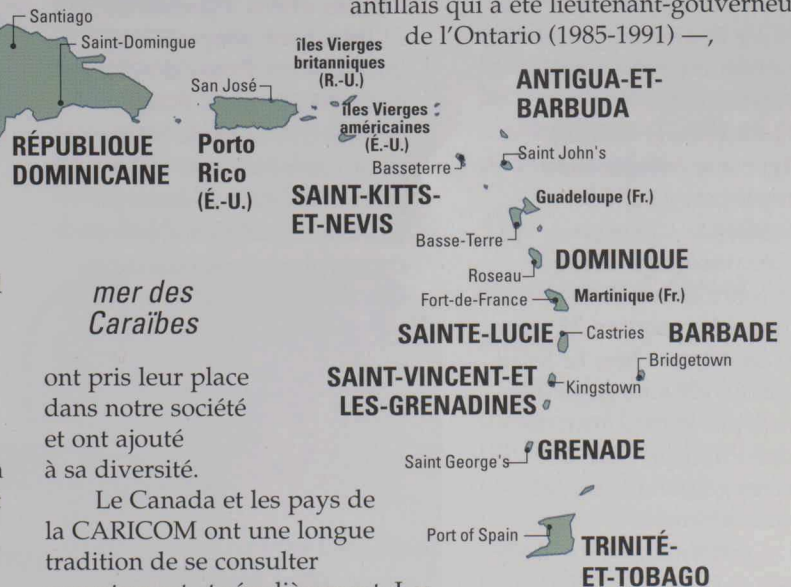 antillais qui a été lieutenant-gouverneu
de l'Ontario (1985-1991) —,
Santiago
Saint-Domingue
RÉPUBLIQUE
DOMINICAINE
San José
Porto
Rico
(É.-U.)
îles Vierges
britanniques
(R.-U.)
îles Vierges
américaines
(É.-U.)
ANTIGUA-ET-
BARBUDA
Saint John's
Basseterre
SAINT-KITTS-
ET-NEVIS
Guadeloupe (Fr.)
Basse-Terre
DOMINIQUE
Roseau
Fort-de-France
Martinique (Fr.)
mer des
Caraïbes
SAINTE-LUCIE
Castries
BARBADE
Bridgetown
SAINT-VINCENT-ET
LES-GRENADINES
Kingstown
Saint George's
GRENADE
Port of Spain
TRINITÉ-
ET-TOBAGO
ont pris leur place
dans notre société
et ont ajouté
à sa diversité.
Le Canada et les pays de
la CARICOM ont une longue
tradition de se consulter